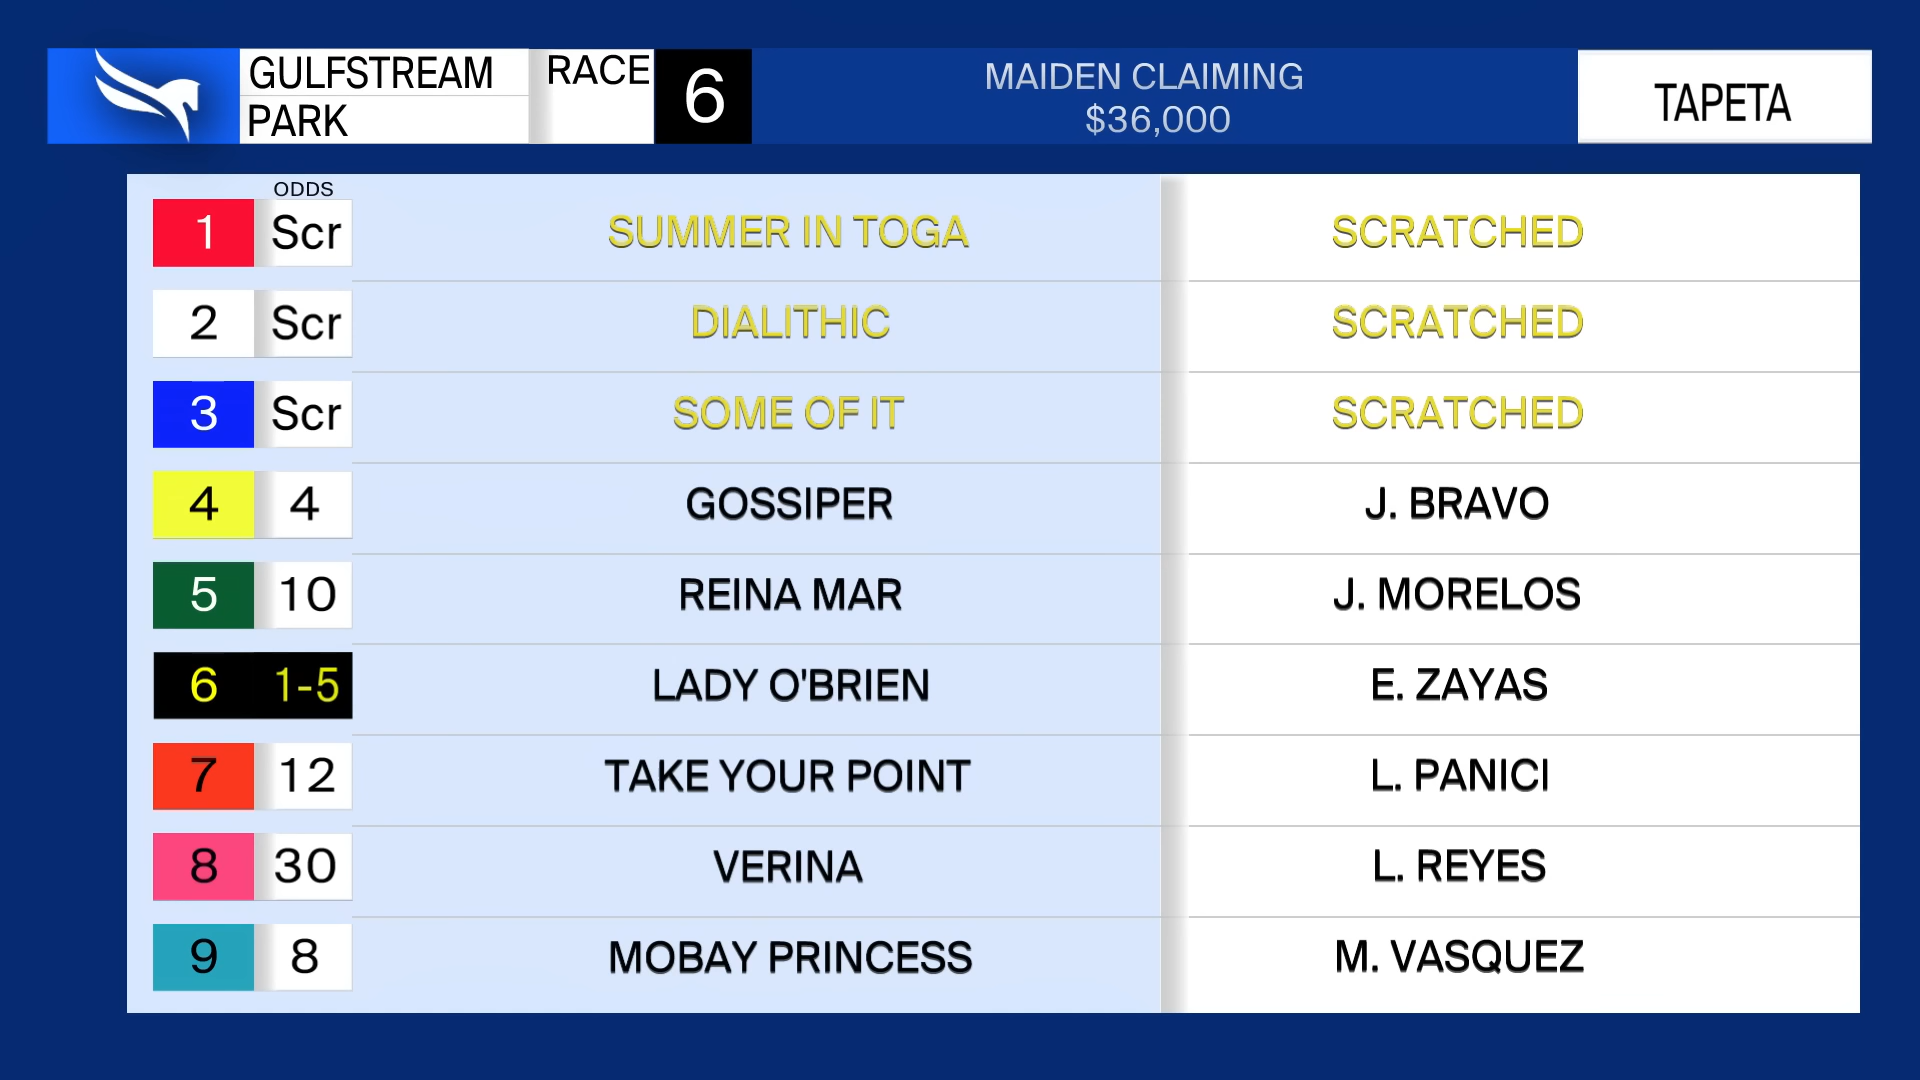 GULFSTREAM
PARK
RACE
6
MAIDEN CLAIMING
$36,000
TAPETA
ODDS
1 Scr SUMMER IN TOGA SCRATCHED
2 Scr DIALITHIC SCRATCHED
3 Scr SOME OF IT SCRATCHED
4 4 GOSSIPER J. BRAVO
5 10 REINA MAR J. MORELOS
6 1-5 LADY O'BRIEN E. ZAYAS
7 12 TAKE YOUR POINT L. PANICI
8 30 VERINA L. REYES
9 8 MOBAY PRINCESS M. VASQUEZ